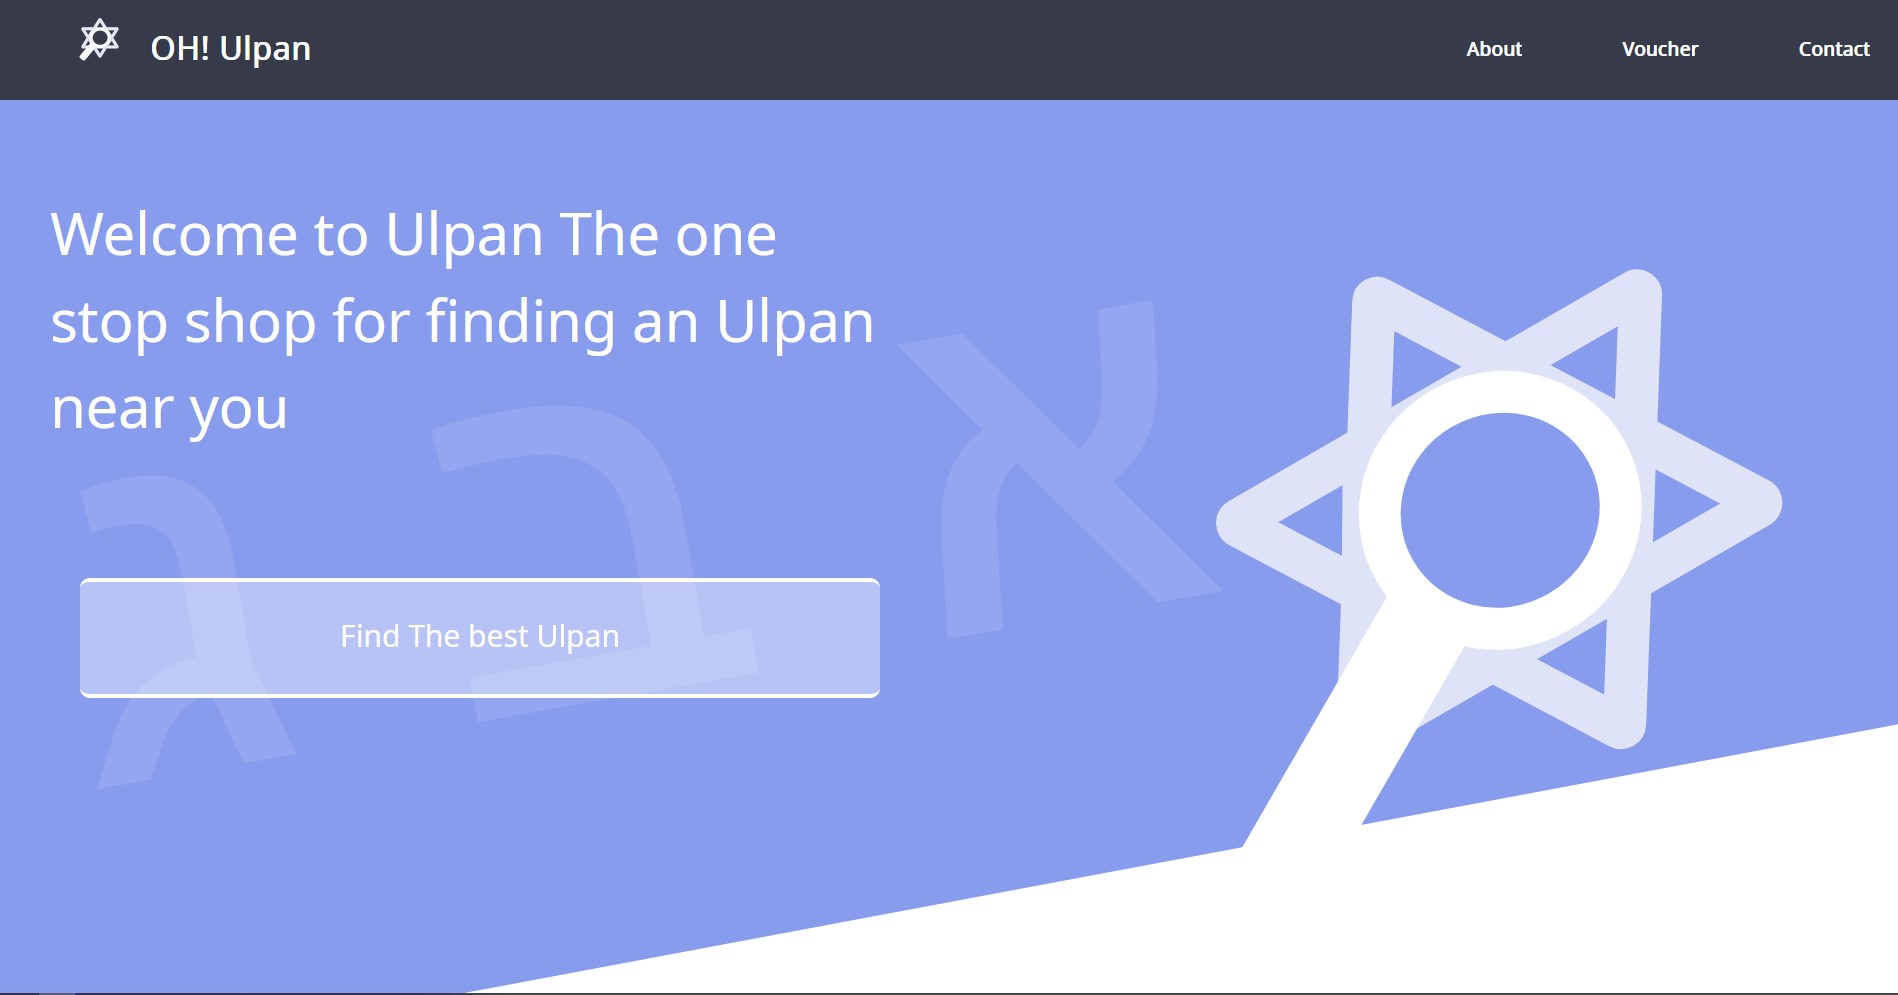 OH! Ulpan
About
Voucher
Contact
Welcome to Ulpan The one
stop shop for finding an Ulpan
near you
א
ב
ג
Find The best Ulpan